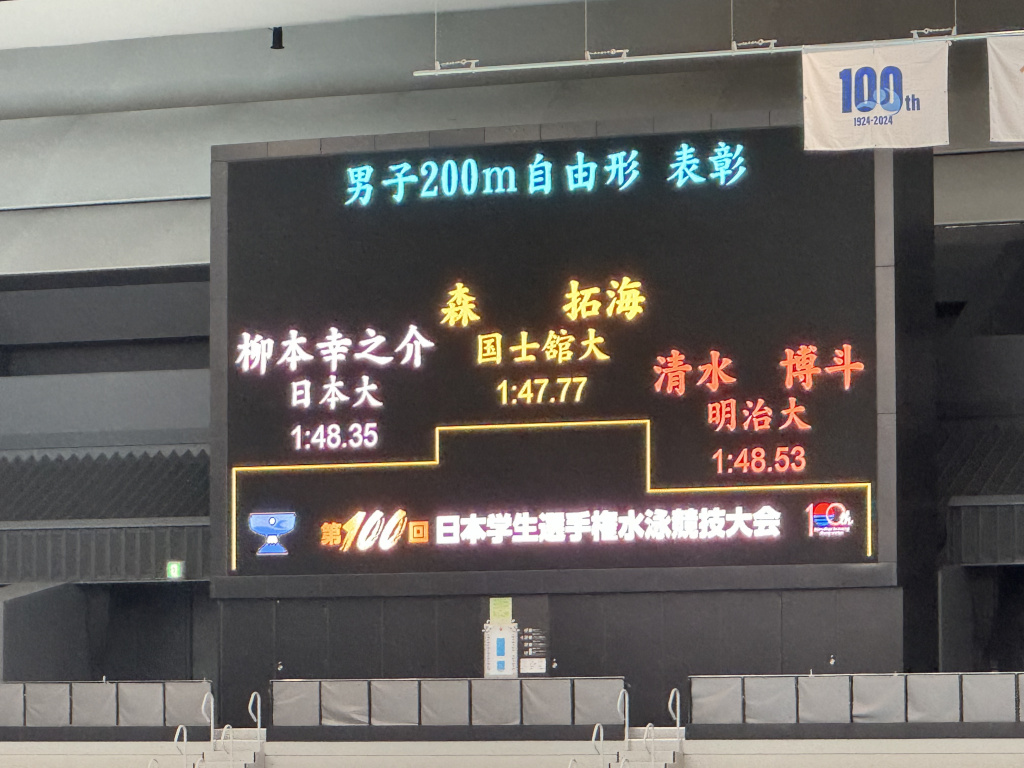 100th
1924-2024
男子200m自由形 表彰
森 拓海
国士舘大
1:47.77
柳本幸之介
日本大
1:48.35
清水 博斗
明治大
1:48.53
第100回日本学生選手権水泳競技大会
100th